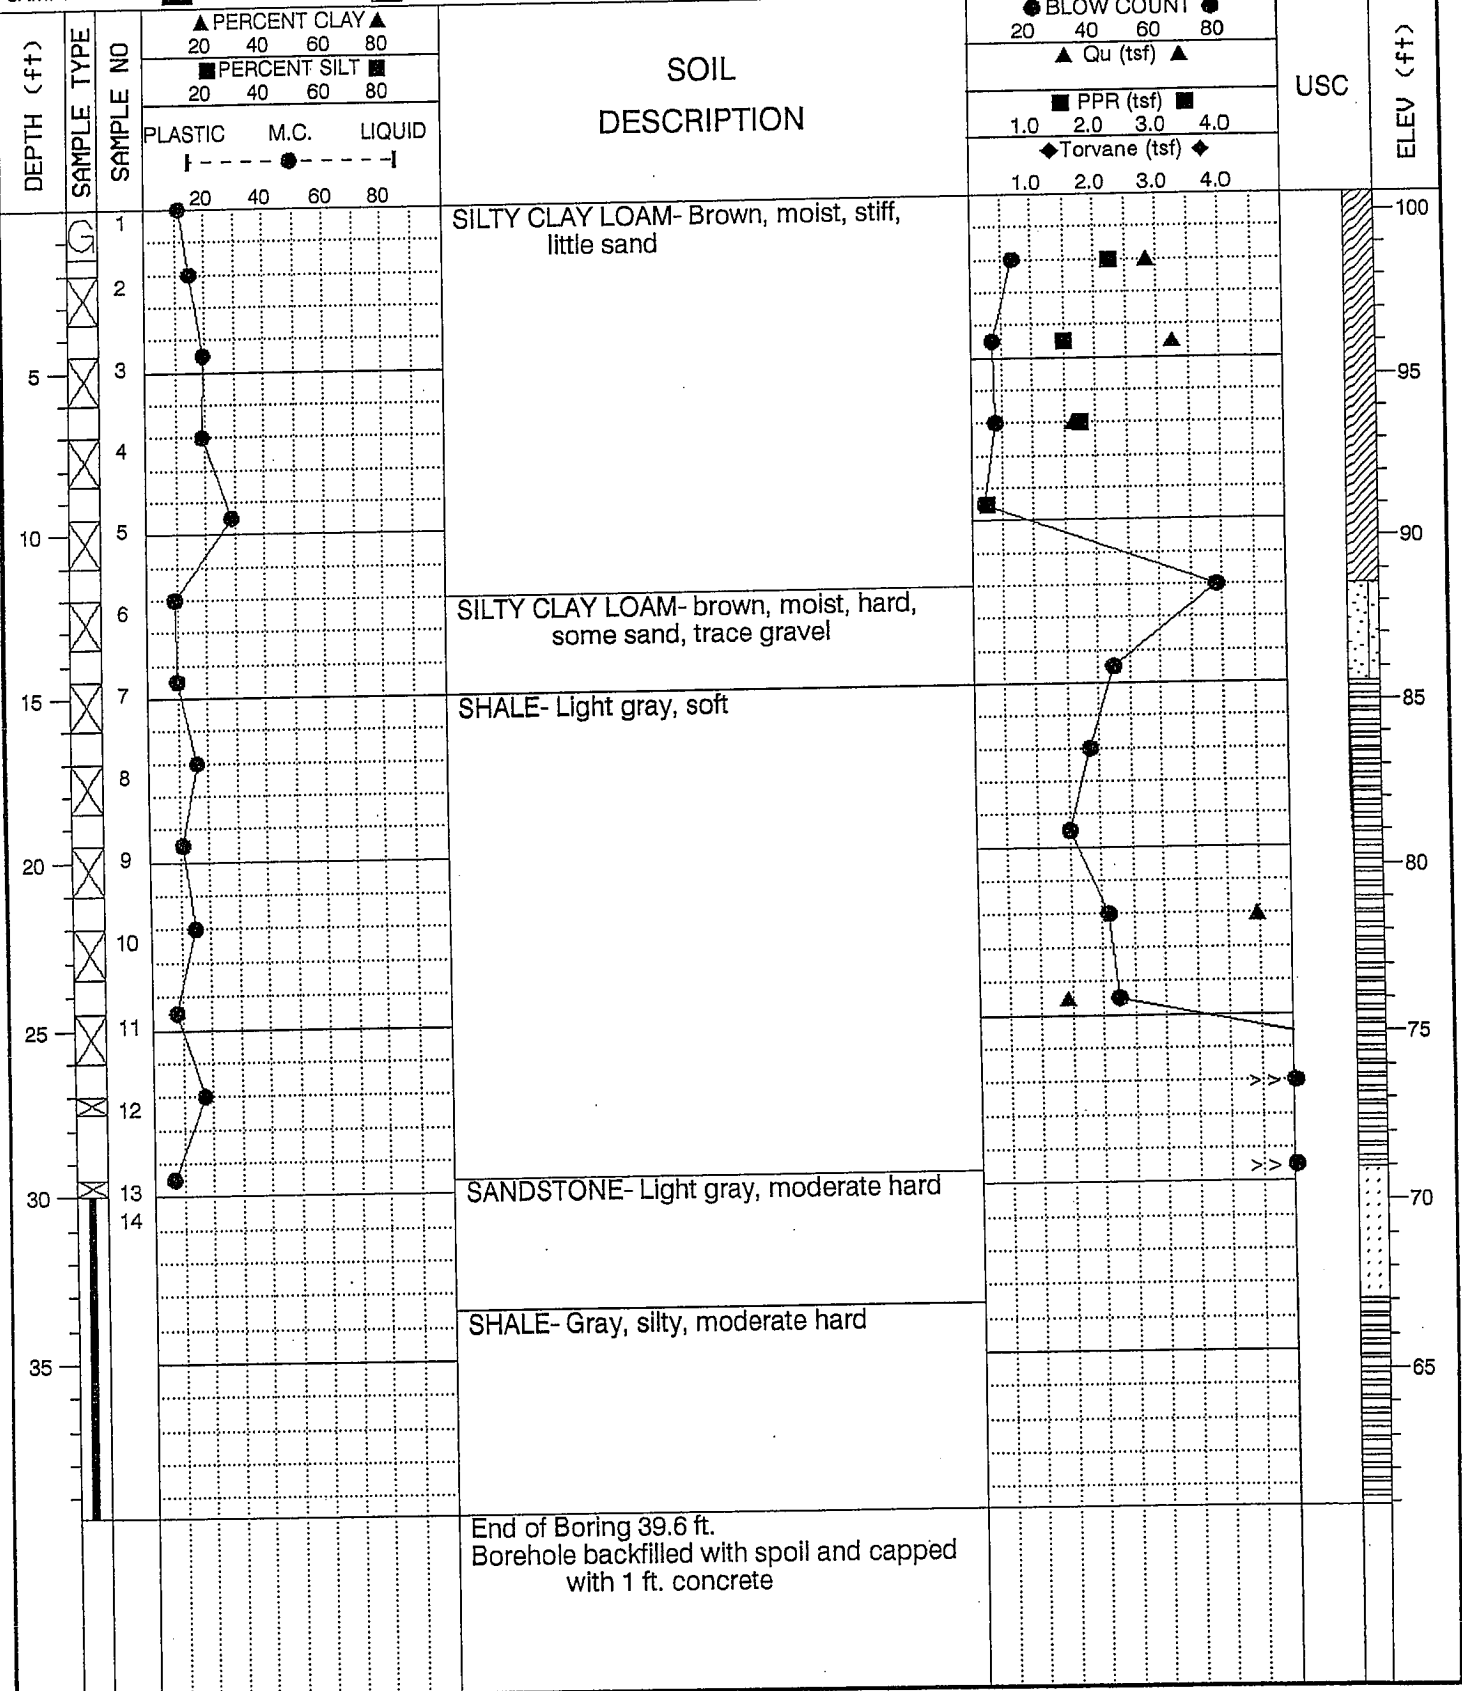 ▲ PERCENT CLAY ▲
20 40 60 80
■ PERCENT SILT ■
20 40 60 80
PLASTIC M.C. LIQUID
20 40 60 80
DEPTH (ft)
SAMPLE TYPE
SAMPLE NO
SOIL
DESCRIPTION
● BLOW COUNT ●
20 40 60 80
▲ Qu (tsf) ▲
■ PPR (tsf) ■
1.0 2.0 3.0 4.0
◆Torvane (tsf) ◆
1.0 2.0 3.0 4.0
USC
ELEV (ft)
G
1
SILTY CLAY LOAM- Brown, moist, stiff,
little sand
100
2
5
3
95
4
10
5
90
6
SILTY CLAY LOAM- brown, moist, hard,
some sand, trace gravel
15
7
SHALE- Light gray, soft
85
8
20
9
80
10
25
11
75
12
>>
>>
30
13
SANDSTONE- Light gray, moderate hard
70
14
SHALE- Gray, silty, moderate hard
35
65
End of Boring 39.6 ft.
Borehole backfilled with spoil and capped
with 1 ft. concrete